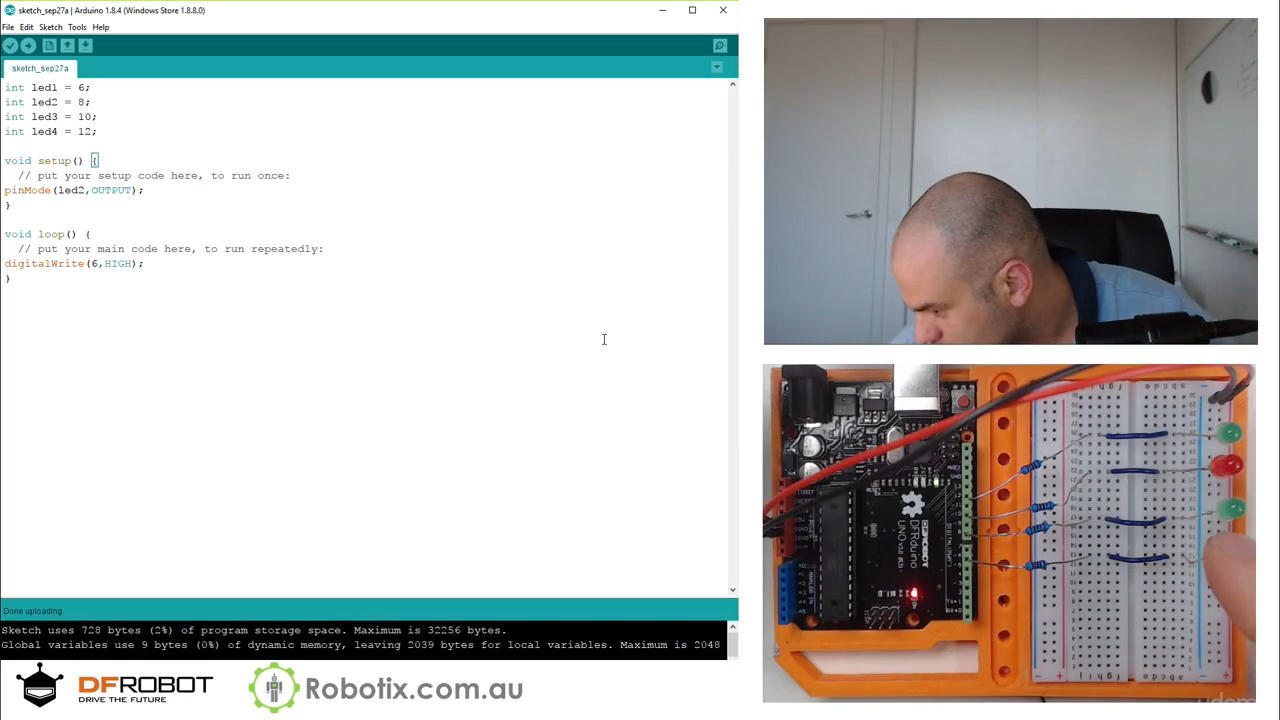 sketch_sep27a | Arduino 1.8.4 (Windows Store 1.8.8.0)
File Edit Sketch Tools Help
sketch_sep27a
int led1 = 6;
int led2 = 8;
int led3 = 10;
int led4 = 12;
void setup() {
// put your setup code here, to run once:
pinMode(led2,OUTPUT);
}
void loop() {
// put your main code here, to run repeatedly:
digitalWrite(6,HIGH);
}
Done uploading.
Sketch uses 728 bytes (2%) of program storage space. Maximum is 32256 bytes.
Global variables use 9 bytes (0%) of dynamic memory, leaving 2039 bytes for local variables. Maximum is 2048
DFROBOT
DRIVE THE FUTURE
Robotix.com.au
DFRduino
UNO